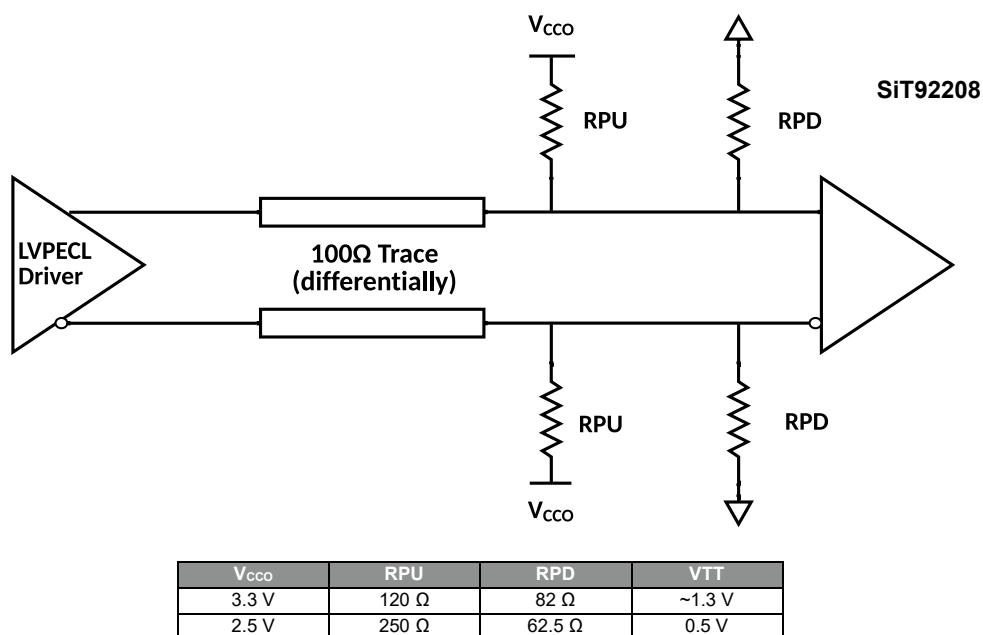 VCCO
SiT92208
RPU
RPD
LVPECL
Driver
100Ω Trace
(differentially)
RPU
RPD
VCCO
VCCO RPU RPD VTT
3.3 V 120 Ω 82 Ω ~1.3 V
2.5 V 250 Ω 62.5 Ω 0.5 V